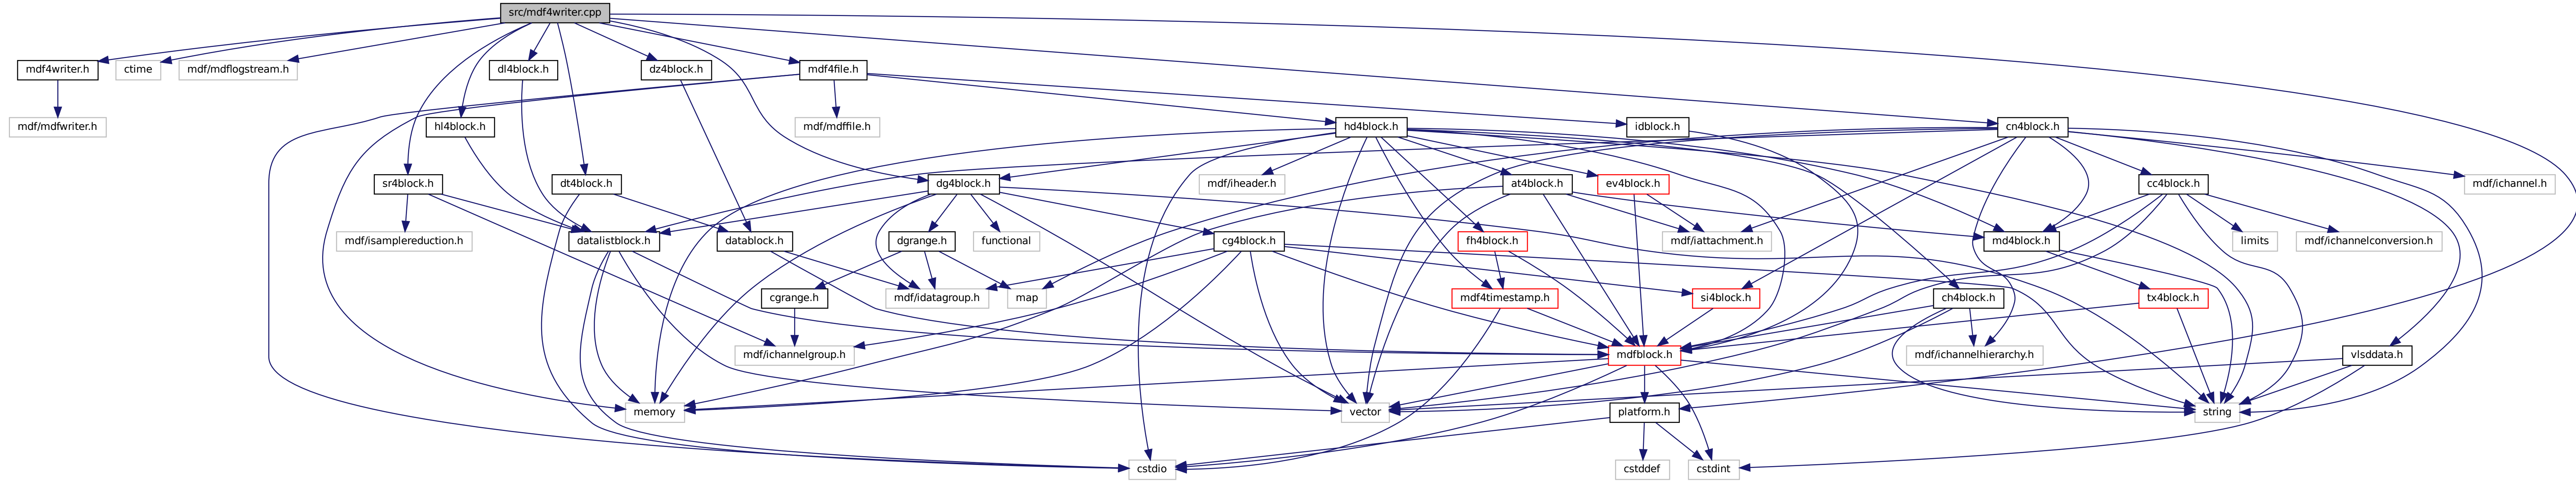 src/mdf4writer.cpp
mdf4writer.h
ctime
mdf/mdflogstream.h
dl4block.h
dz4block.h
mdf4file.h
mdf/mdfwriter.h
hl4block.h
mdf/mdffile.h
hd4block.h
idblock.h
cn4block.h
sr4block.h
dt4block.h
dg4block.h
mdf/iheader.h
at4block.h
ev4block.h
cc4block.h
mdf/ichannel.h
mdf/isamplereduction.h
datalistblock.h
datablock.h
dgrange.h
functional
cg4block.h
fh4block.h
mdf/iattachment.h
md4block.h
limits
mdf/ichannelconversion.h
cgrange.h
mdf/idatagroup.h
map
mdf4timestamp.h
si4block.h
ch4block.h
tx4block.h
mdf/ichannelgroup.h
mdfblock.h
mdf/ichannelhierarchy.h
vlsddata.h
memory
vector
platform.h
string
cstdio
cstddef
cstdint